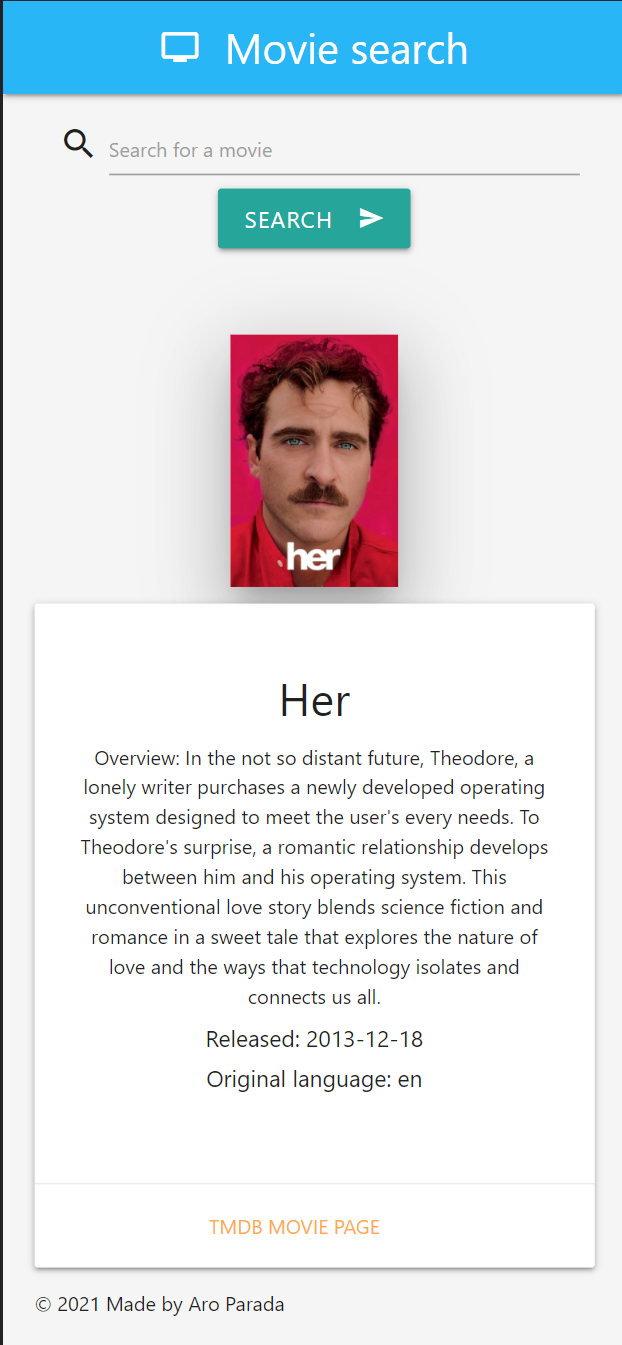 Movie search
Search for a movie
SEARCH
her
Her
Overview: In the not so distant future, Theodore, a
lonely writer purchases a newly developed operating
system designed to meet the user's every needs. To
Theodore's surprise, a romantic relationship develops
between him and his operating system. This
unconventional love story blends science fiction and
romance in a sweet tale that explores the nature of
love and the ways that technology isolates and
connects us all.
Released: 2013-12-18
Original language: en
TMDB MOVIE PAGE
© 2021 Made by Aro Parada